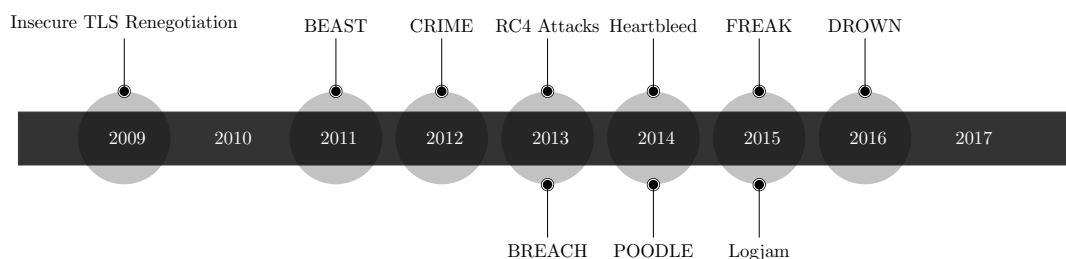 Insecure TLS Renegotiation BEAST CRIME RC4 Attacks Heartbleed FREAK DROWN
2009 2010 2011 2012 2013 2014 2015 2016 2017
BREACH POODLE Logjam